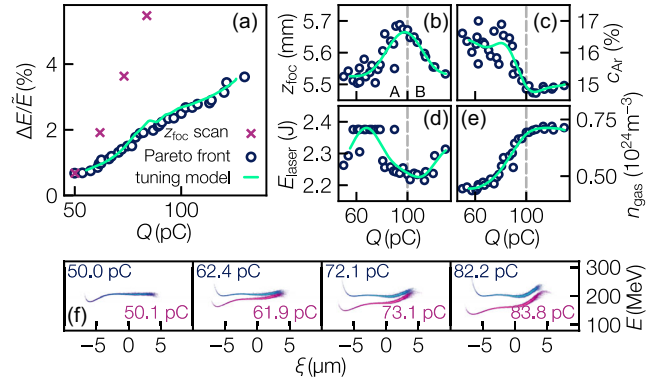 (a)
ΔE/Ẽ (%)
4
2
0
50
100
Q (pC)
z_foc scan
Pareto front
tuning model
(b)
z_foc (mm)
5.7
5.6
5.5
A
B
(c)
17
16
15
c_Ar (%)
(d)
E_laser (J)
2.4
2.3
2.2
50
100
Q (pC)
(e)
0.70
0.50
n_gas (10^24 m^-3)
50
100
Q (pC)
50.0 pC
62.4 pC
72.1 pC
82.2 pC
(f)
50.1 pC
61.9 pC
73.1 pC
83.8 pC
300
200
100
E (MeV)
−5
0
5
−5
0
5
−5
0
5
−5
0
5
ξ (μm)